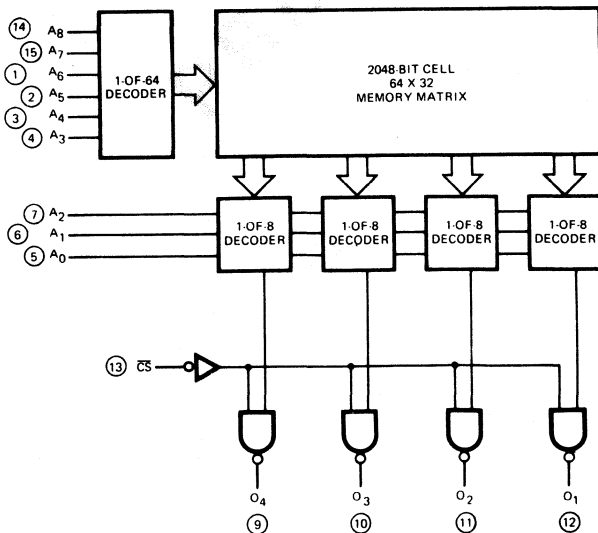 14 A8
15 A7
1 A6
2 A5
3 A4
4 A3
1-OF-64
DECODER
2048-BIT CELL
64 X 32
MEMORY MATRIX
7 A2
6 A1
5 A0
1-OF-8
DECODER
1-OF-8
DECODER
1-OF-8
DECODER
1-OF-8
DECODER
13 C̅S̅
O4
O3
O2
O1
9
10
11
12